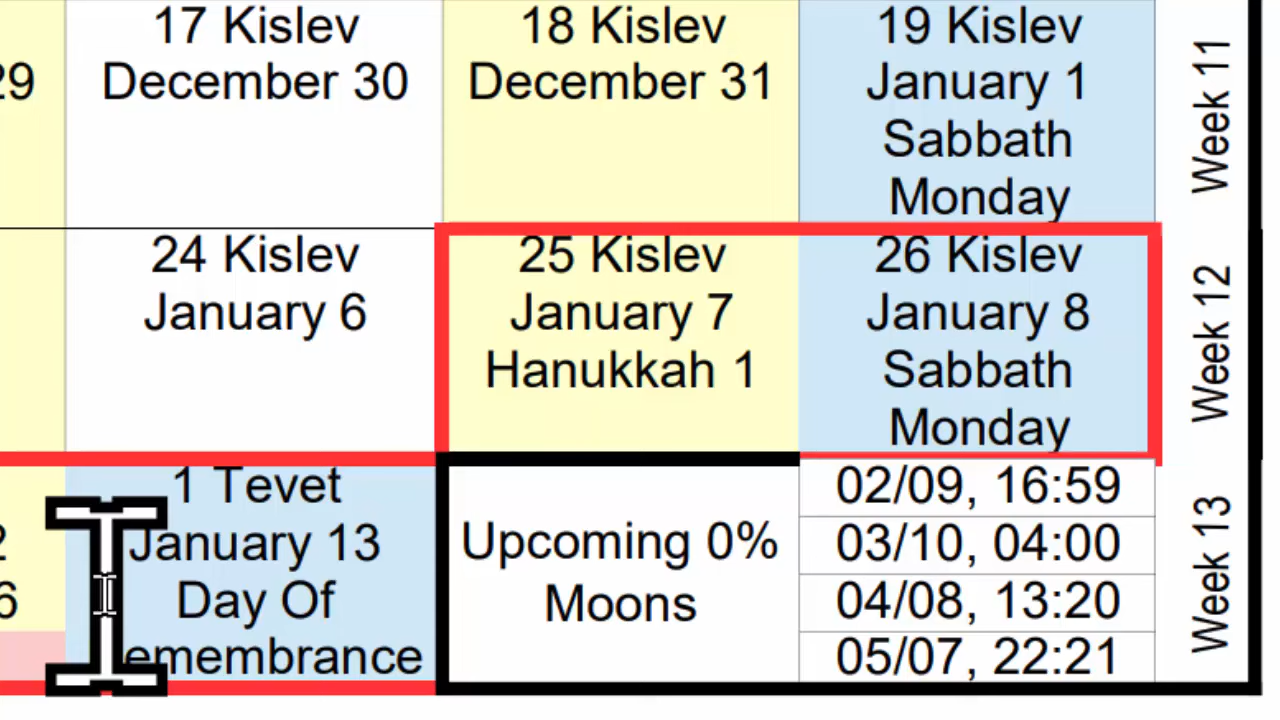 17 Kislev
December 30
18 Kislev
December 31
19 Kislev
January 1
Sabbath
Monday
Week 11
29
24 Kislev
January 6
25 Kislev
January 7
Hanukkah 1
26 Kislev
January 8
Sabbath
Monday
Week 12
2
6
1 Tevet
January 13
Day Of
emembrance
Upcoming 0%
Moons
02/09, 16:59
03/10, 04:00
04/08, 13:20
05/07, 22:21
Week 13